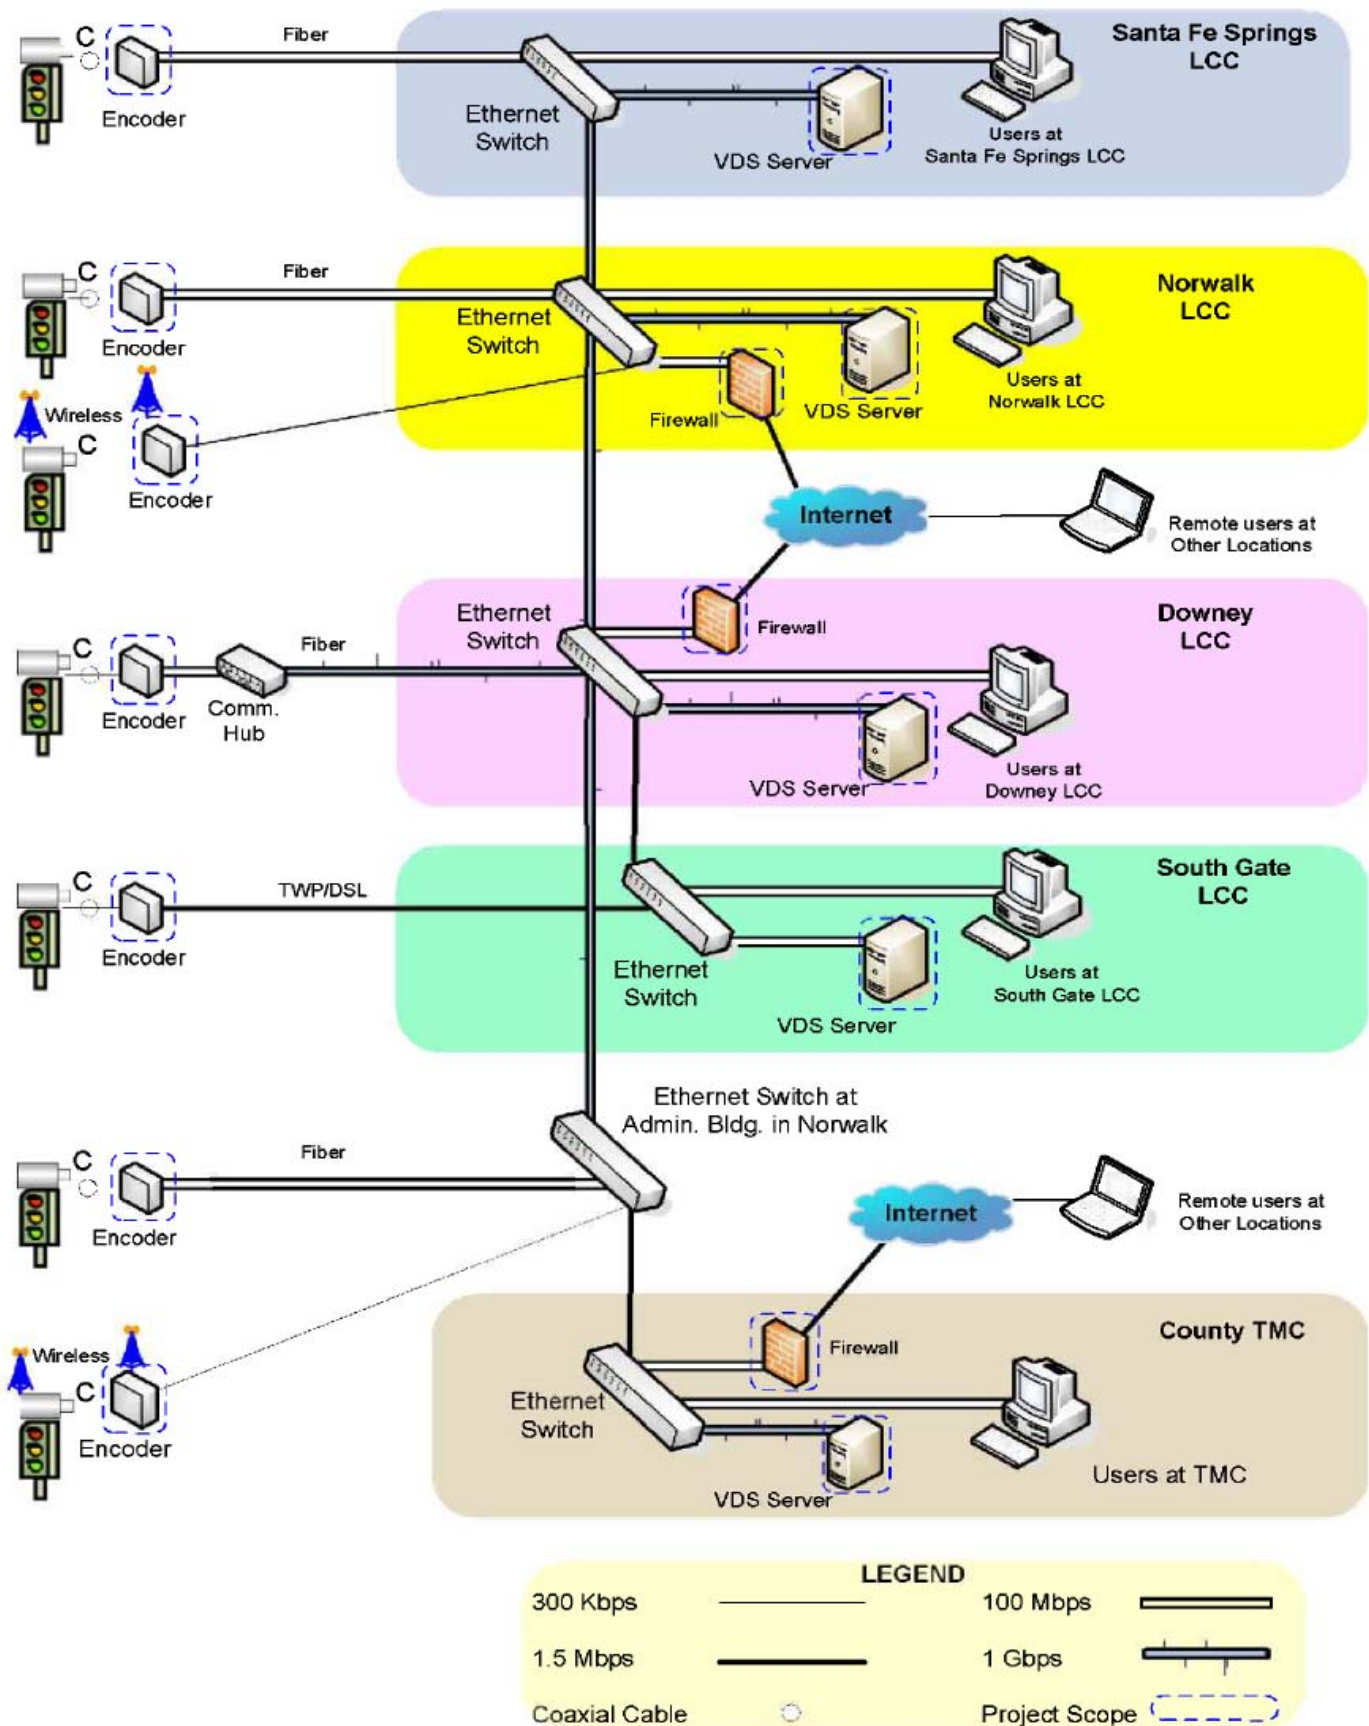 C
Fiber
Encoder
Ethernet
Switch
VDS Server
Santa Fe Springs
LCC
Users at
Santa Fe Springs LCC
C
Fiber
Encoder
Ethernet
Switch
Norwalk
LCC
Users at
Norwalk LCC
VDS Server
Firewall
Wireless
C
Encoder
Internet
Remote users at
Other Locations
C
Encoder
Comm.
Hub
Fiber
Ethernet
Switch
Firewall
Downey
LCC
VDS Server
Users at
Downey LCC
C
Encoder
TWP/DSL
South Gate
LCC
Ethernet
Switch
VDS Server
Users at
South Gate LCC
Ethernet Switch at
Admin. Bldg. in Norwalk
C
Fiber
Encoder
Internet
Remote users at
Other Locations
Wireless
C
Encoder
County TMC
Firewall
Ethernet
Switch
VDS Server
Users at TMC
LEGEND
300 Kbps
100 Mbps
1.5 Mbps
1 Gbps
Coaxial Cable
Project Scope